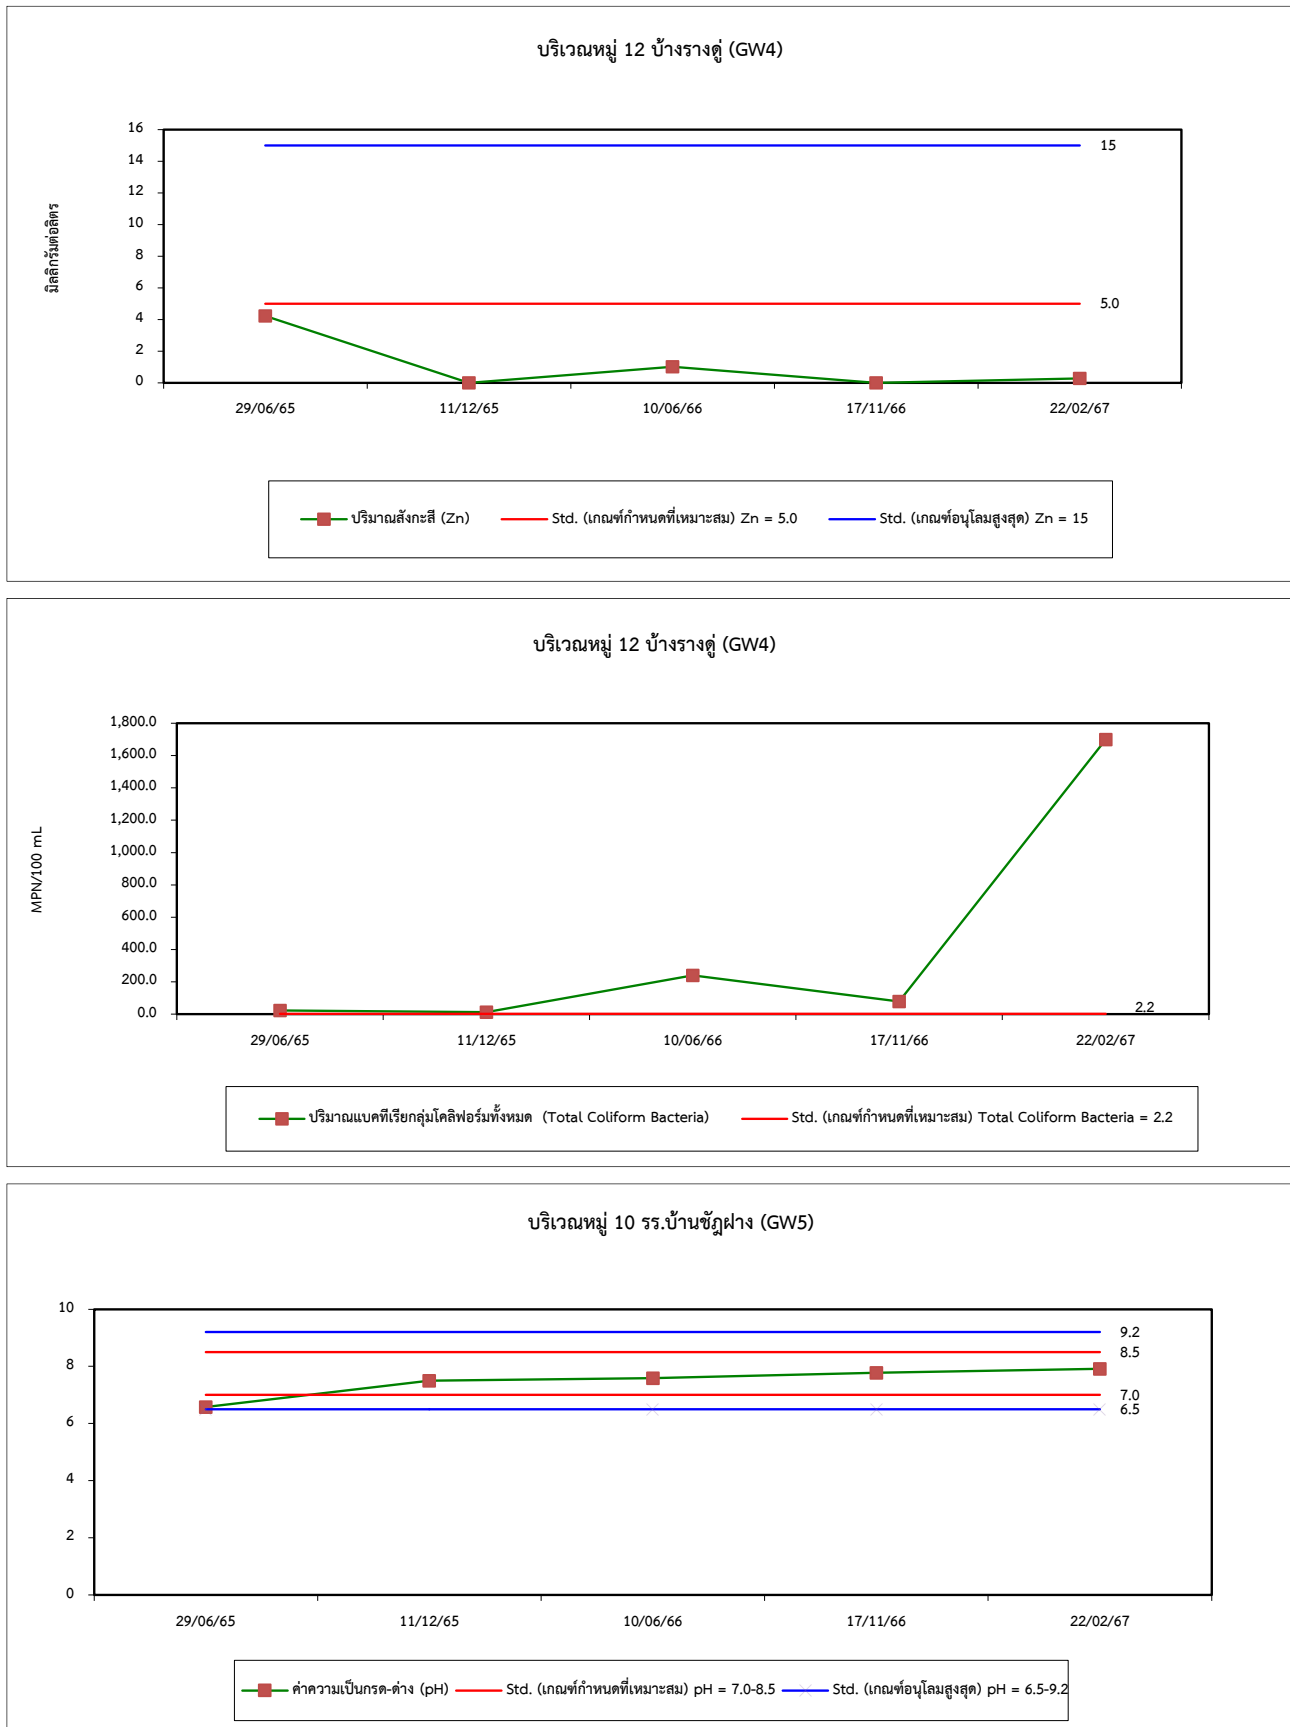 บริเวณหมู่ 12 บ้างรางดู่ (GW4)
มิลลิกรัมต่อลิตร
16
14
12
10
8
6
4
2
0
15
5.0
29/06/65 11/12/65 10/06/66 17/11/66 22/02/67
ปริมาณสังกะสี (Zn) Std. (เกณฑ์กำหนดที่เหมาะสม) Zn = 5.0 Std. (เกณฑ์อนุโลมสูงสุด) Zn = 15
บริเวณหมู่ 12 บ้างรางดู่ (GW4)
MPN/100 mL
1,800.0
1,600.0
1,400.0
1,200.0
1,000.0
800.0
600.0
400.0
200.0
0.0
2.2
29/06/65 11/12/65 10/06/66 17/11/66 22/02/67
ปริมาณแบคทีเรียกลุ่มโคลิฟอร์มทั้งหมด (Total Coliform Bacteria) Std. (เกณฑ์กำหนดที่เหมาะสม) Total Coliform Bacteria = 2.2
บริเวณหมู่ 10 รร.บ้านชัฎฝาง (GW5)
10
8
6
4
2
0
9.2
8.5
7.0
6.5
29/06/65 11/12/65 10/06/66 17/11/66 22/02/67
ค่าความเป็นกรด-ด่าง (pH) Std. (เกณฑ์กำหนดที่เหมาะสม) pH = 7.0-8.5 Std. (เกณฑ์อนุโลมสูงสุด) pH = 6.5-9.2